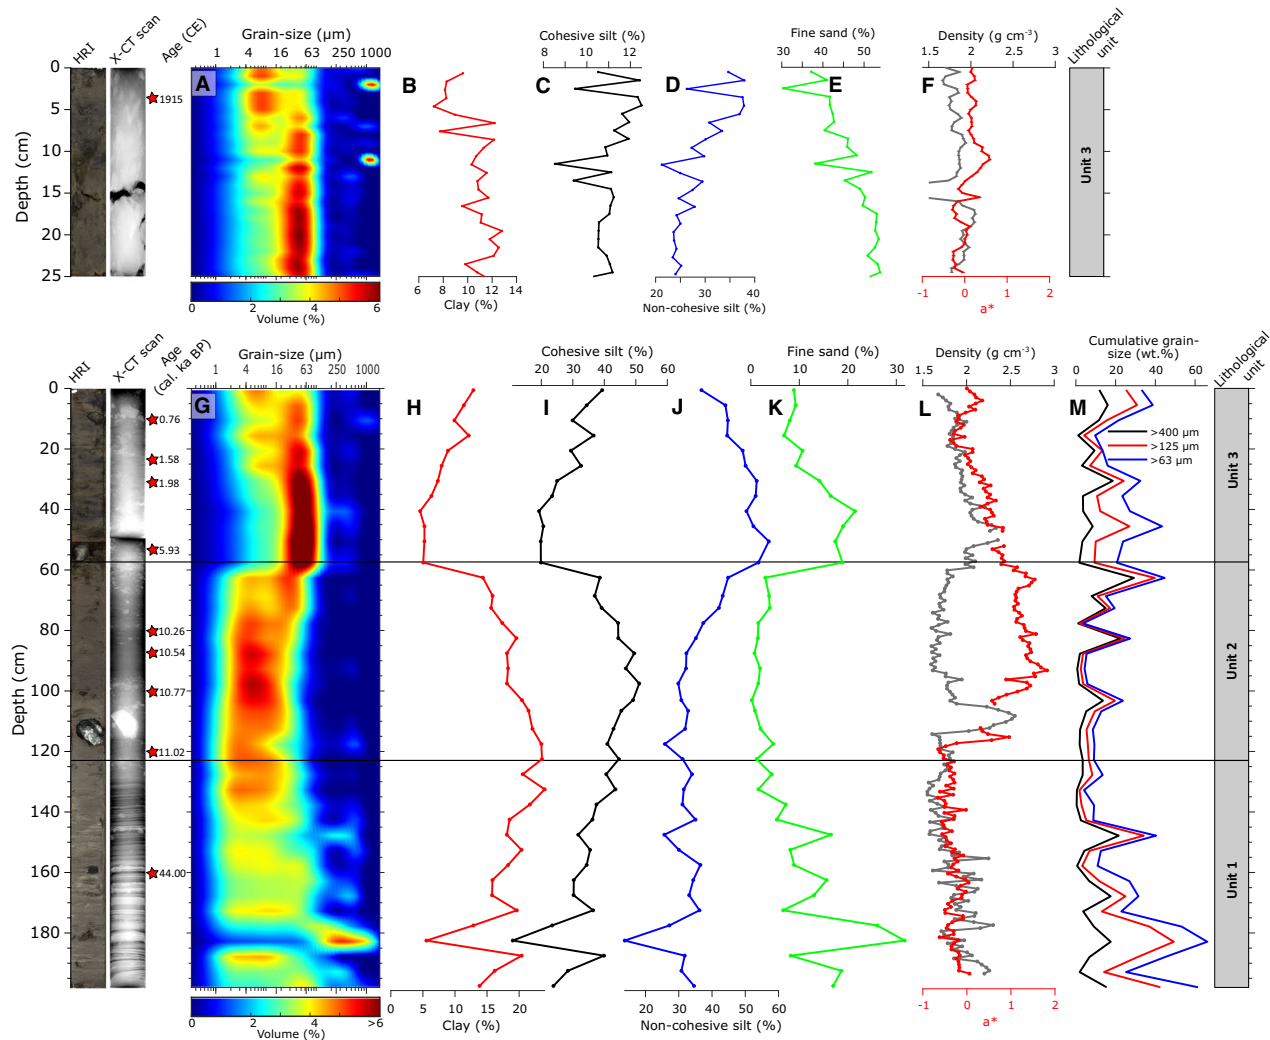 HRI
X-CT scan
Age (CE)
Grain-size (μm)
1 4 16 63 250 1000
Cohesive silt (%)
8 10 12
Fine sand (%)
30 40 50
Density (g cm⁻³)
1.5 2 2.5 3
Lithological unit
A
B
C
D
E
F
Depth (cm)
0
5
10
15
20
25
1915
Unit 3
0 2 4 6
Volume (%)
6 8 10 12 14
Clay (%)
20 30 40
Non-cohesive silt (%)
-1 0 1 2
a*
HRI
X-CT scan
Age (cal. ka BP)
Grain-size (μm)
1 4 16 63 250 1000
Cohesive silt (%)
20 30 40 50 60
Fine sand (%)
0 10 20 30
Density (g cm⁻³)
1.5 2 2.5 3
Cumulative grain-size (wt.%)
0 20 40 60
Lithological unit
G
H
I
J
K
L
M
>400 μm
>125 μm
>63 μm
Depth (cm)
0
20
40
60
80
100
120
140
160
180
0.76
1.58
1.98
5.93
10.26
10.54
10.77
11.02
44.00
Unit 3
Unit 2
Unit 1
0 2 4 >6
Volume (%)
0 5 10 15 20
Clay (%)
20 30 40 50 60
Non-cohesive silt (%)
-1 0 1 2
a*